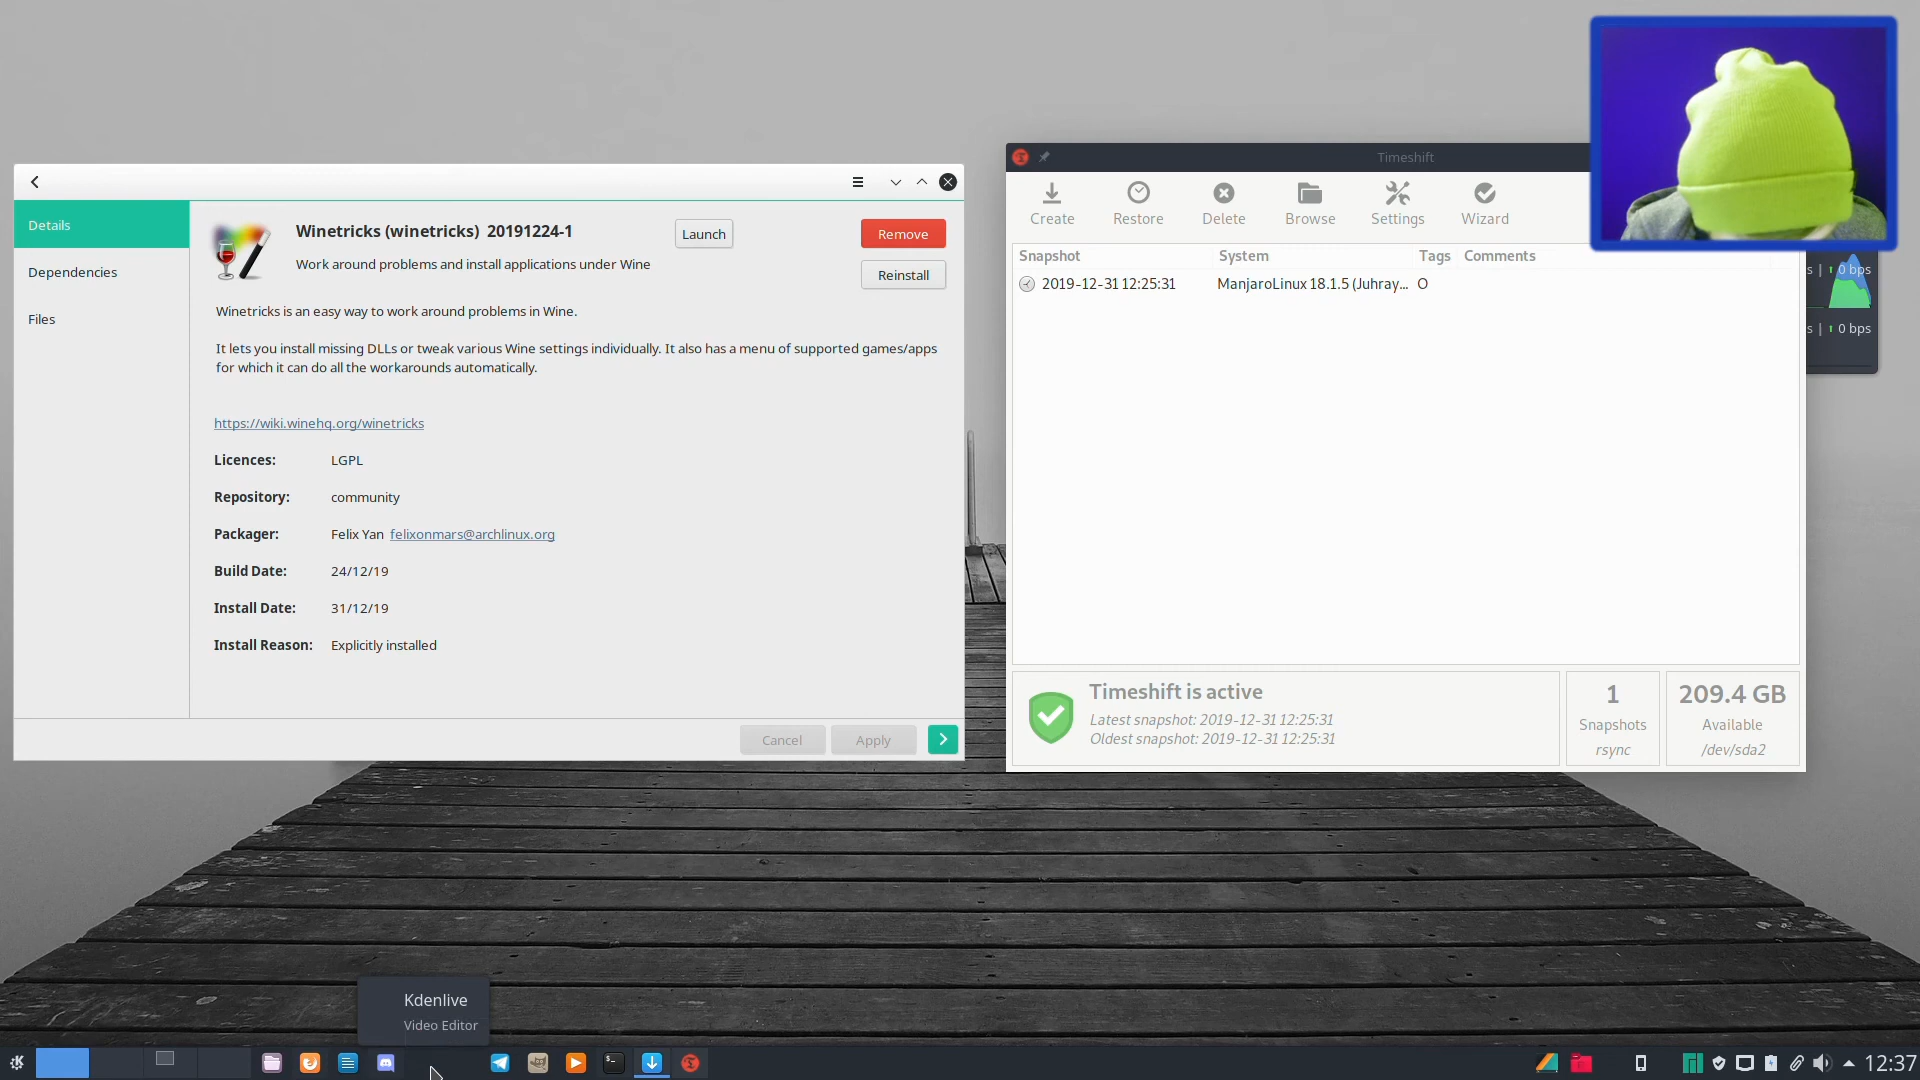 Details
Dependencies
Files
Winetricks (winetricks) 20191224-1
Work around problems and install applications under Wine
Launch
Remove
Reinstall
Winetricks is an easy way to work around problems in Wine.
It lets you install missing DLLs or tweak various Wine settings individually. It also has a menu of supported games/apps
for which it can do all the workarounds automatically.
https://wiki.winehq.org/winetricks
Licences: LGPL
Repository: community
Packager: Felix Yan felixonmars@archlinux.org
Build Date: 24/12/19
Install Date: 31/12/19
Install Reason: Explicitly installed
Cancel
Apply
Timeshift
Create
Restore
Delete
Browse
Settings
Wizard
Snapshot System Tags Comments
2019-12-31 12:25:31 ManjaroLinux 18.1.5 (Juhray... O
Timeshift is active
Latest snapshot: 2019-12-31 12:25:31
Oldest snapshot: 2019-12-31 12:25:31
1
Snapshots
rsync
209.4 GB
Available
/dev/sda2
s | 0 bps
s | 0 bps
Kdenlive
Video Editor
12:37